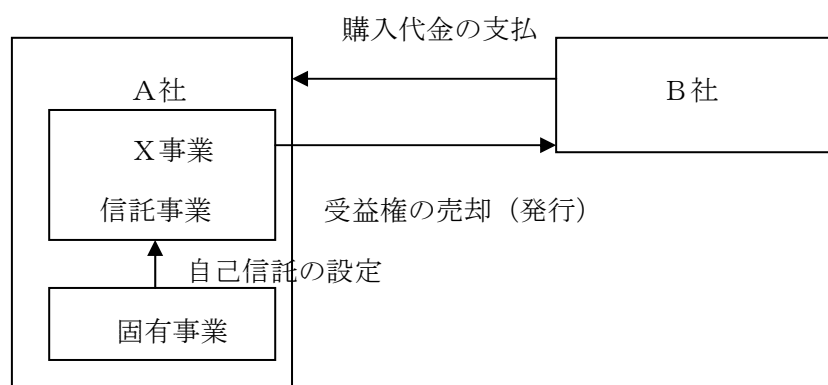 購入代金の支払
A社
B社
X事業
信託事業
受益権の売却（発行）
自己信託の設定
固有事業